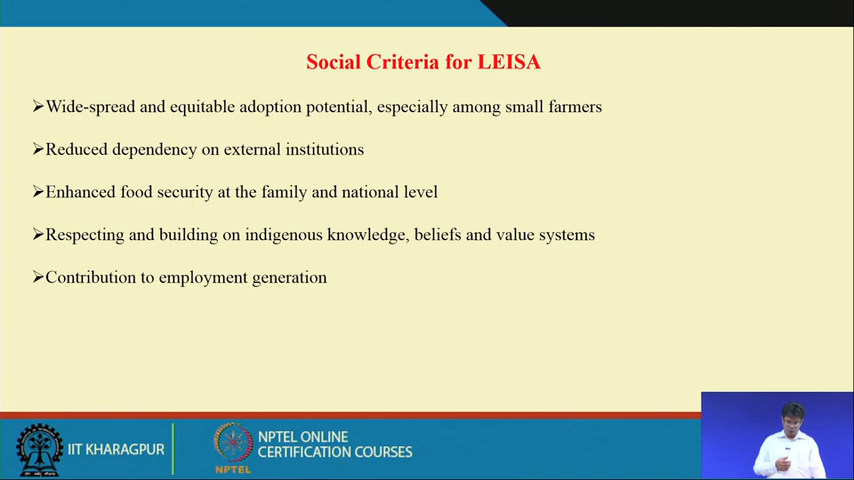 Social Criteria for LEISA
➢Wide-spread and equitable adoption potential, especially among small farmers
➢Reduced dependency on external institutions
➢Enhanced food security at the family and national level
➢Respecting and building on indigenous knowledge, beliefs and value systems
➢Contribution to employment generation
IIT KHARAGPUR
NPTEL
NPTEL ONLINE
CERTIFICATION COURSES